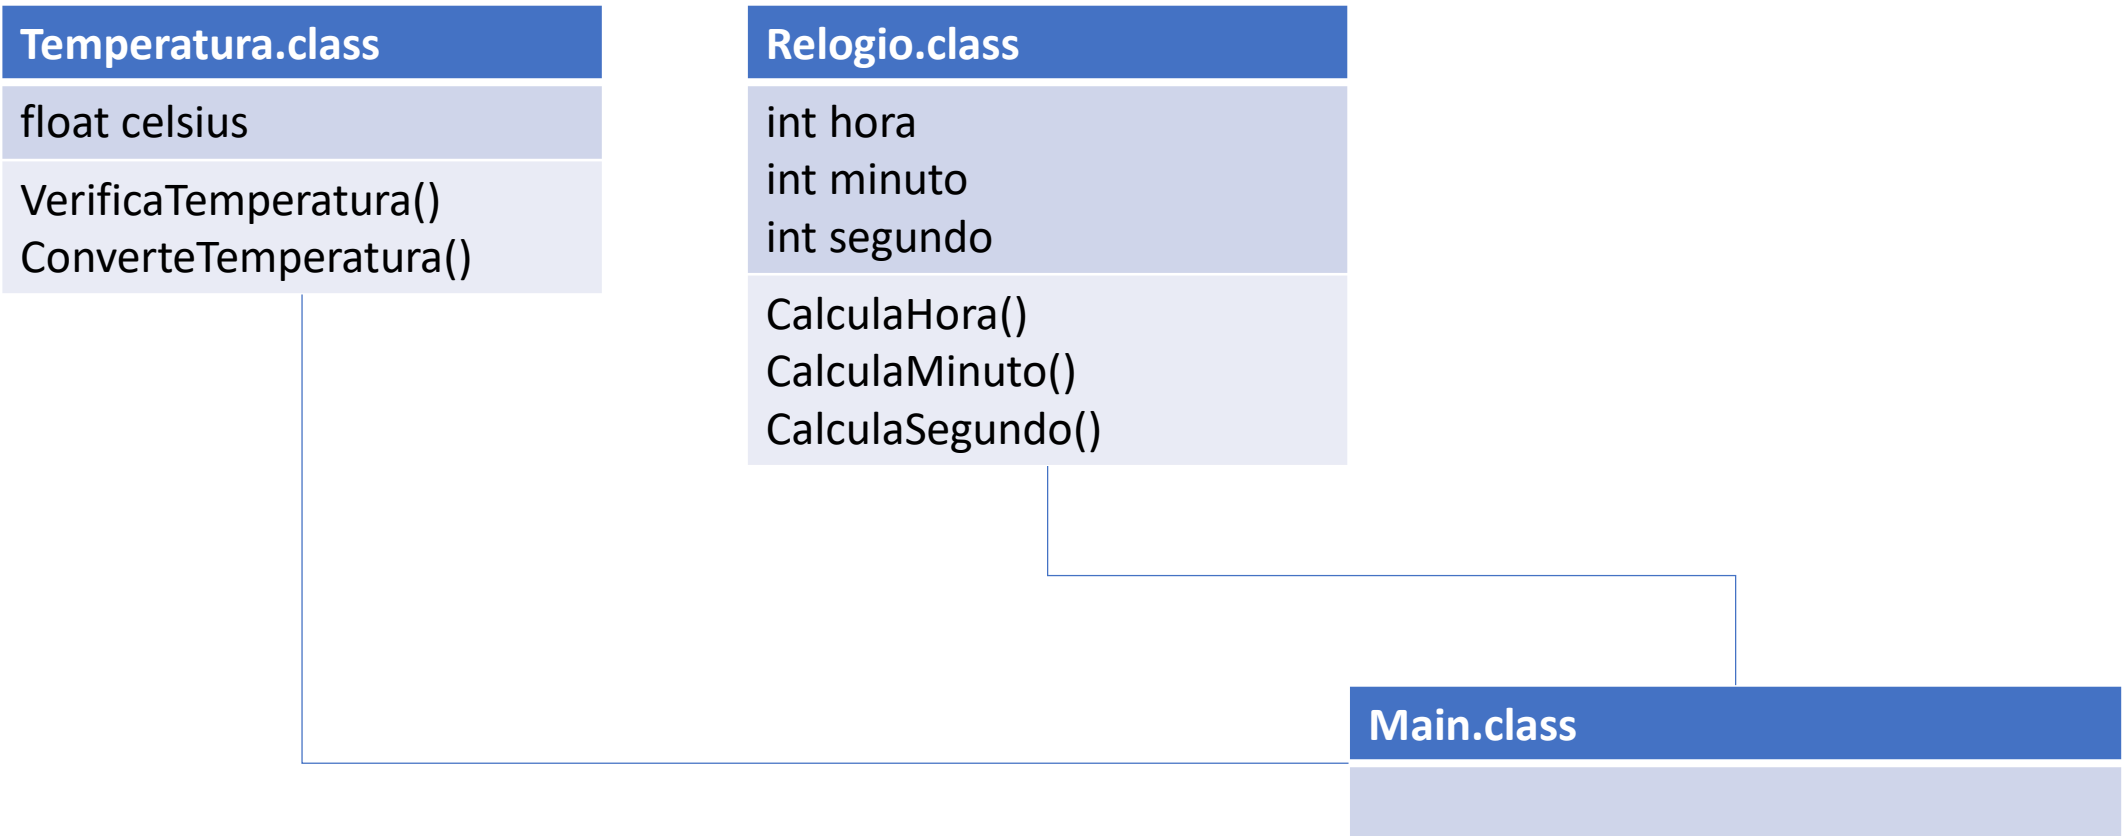 Temperatura.class
float celsius
VerificaTemperatura()
ConverteTemperatura()
Relogio.class
int hora
int minuto
int segundo
CalculaHora()
CalculaMinuto()
CalculaSegundo()
Main.class